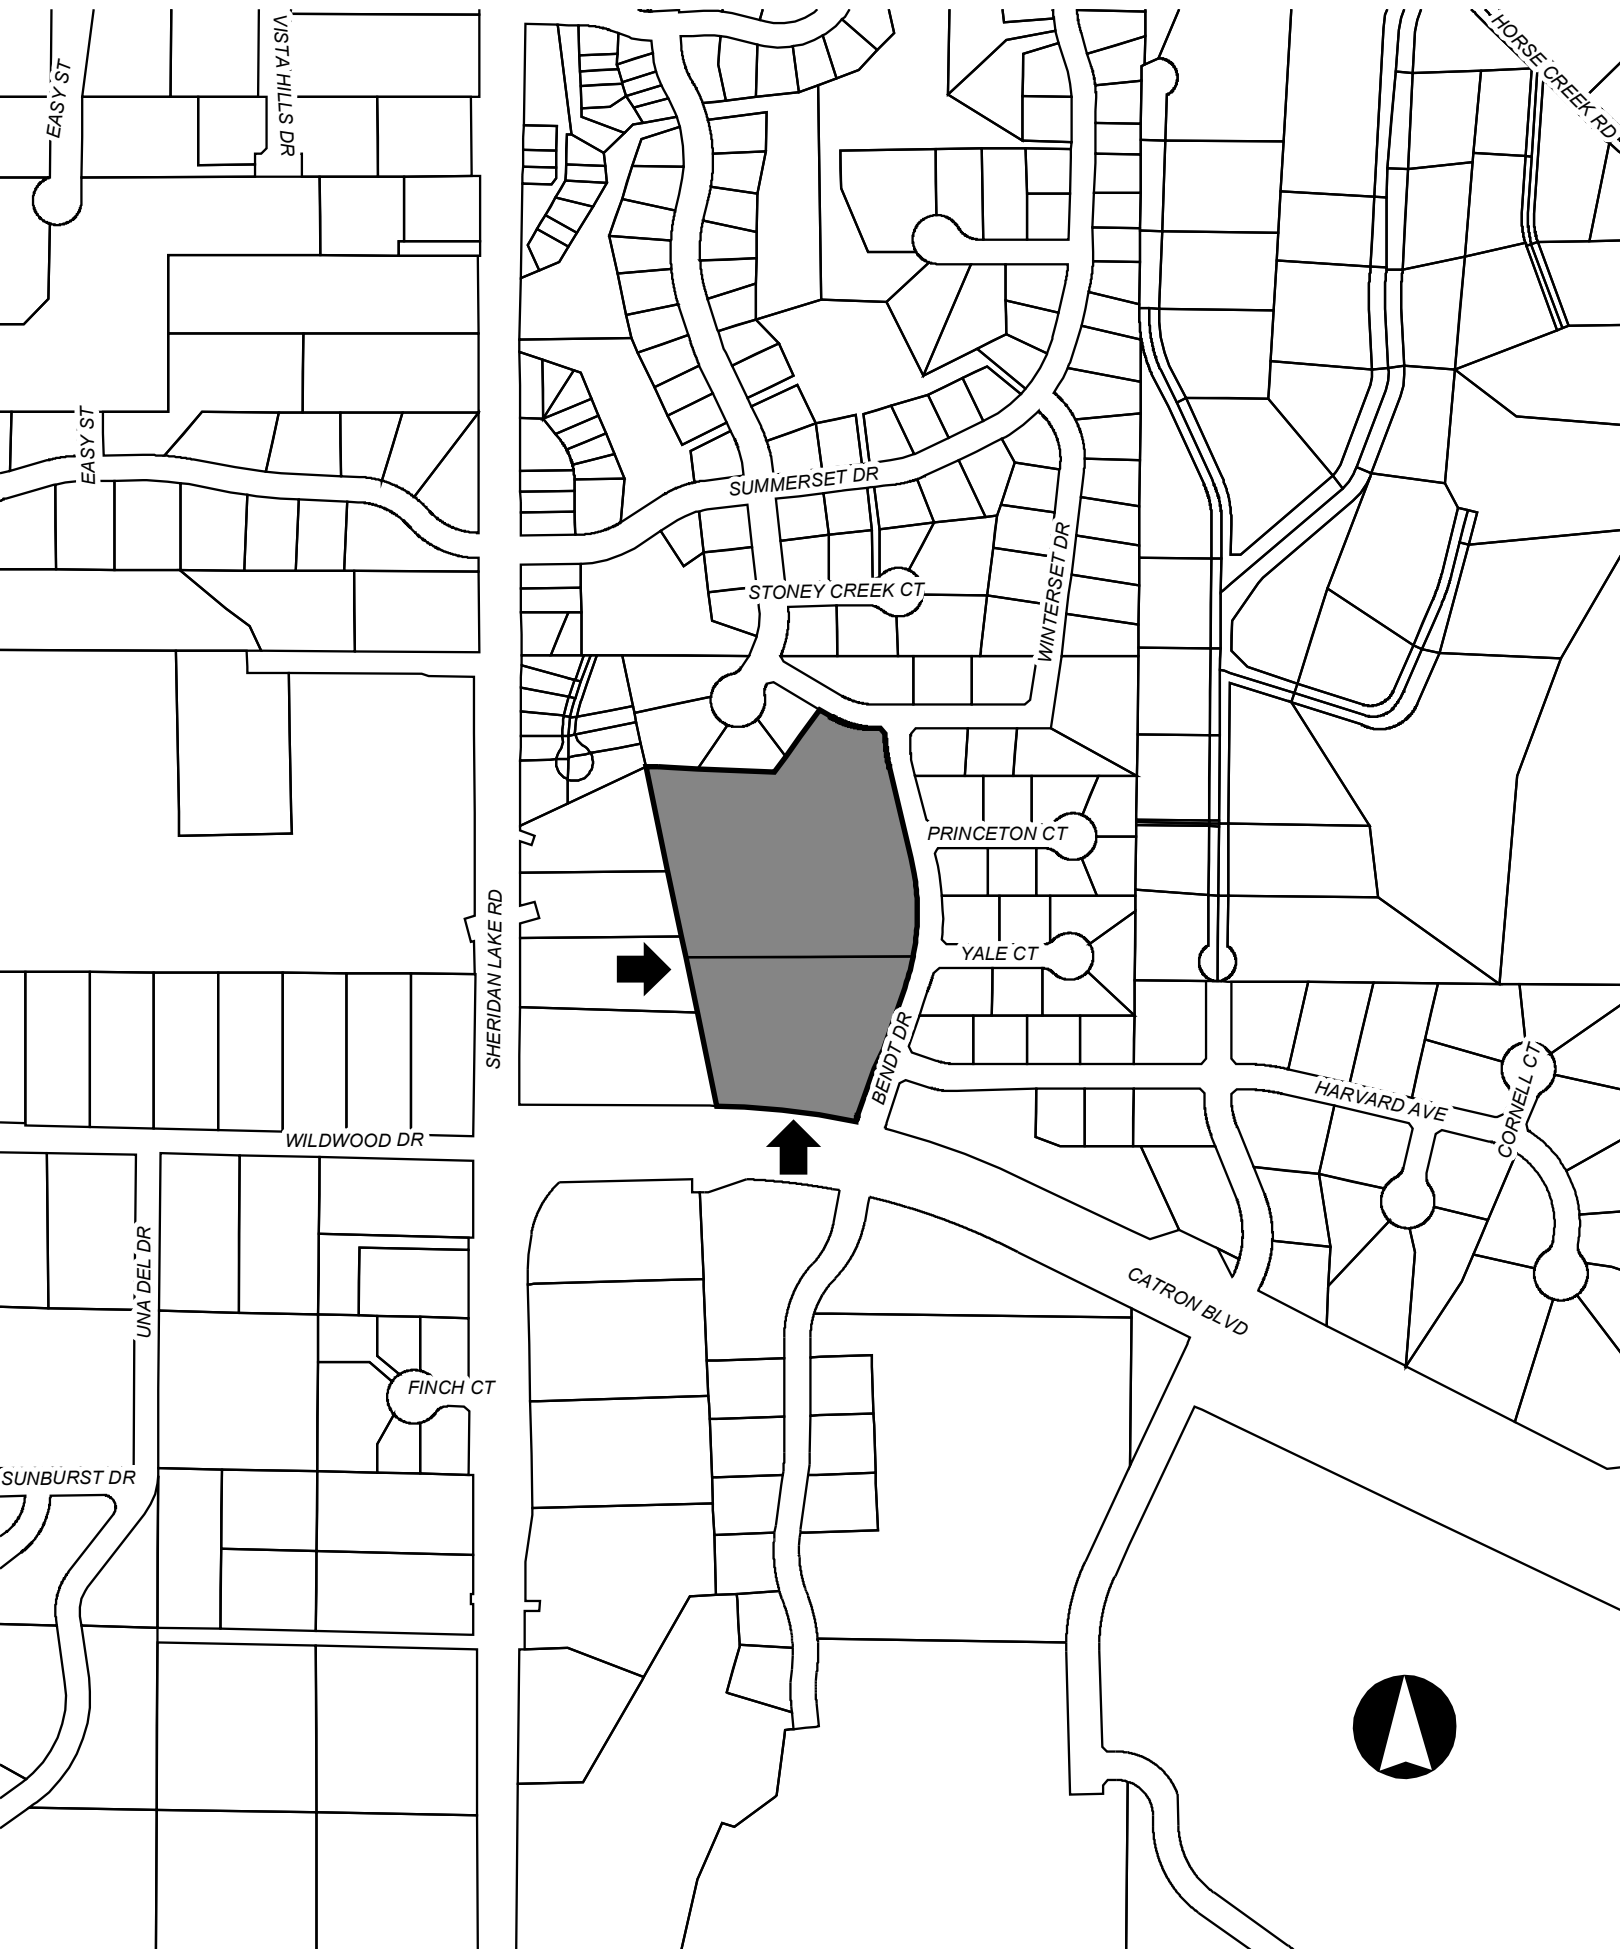 EASY ST
VISTA HILLS DR
HORSE CREEK RD
EASY ST
SUMMERSET DR
STONEY CREEK CT
WINTERSET DR
PRINCETON CT
YALE CT
SHERIDAN LAKE RD
BENDT DR
HARVARD AVE
CORNELL CT
WILDWOOD DR
UNA DEL DR
CATRON BLVD
FINCH CT
SUNBURST DR